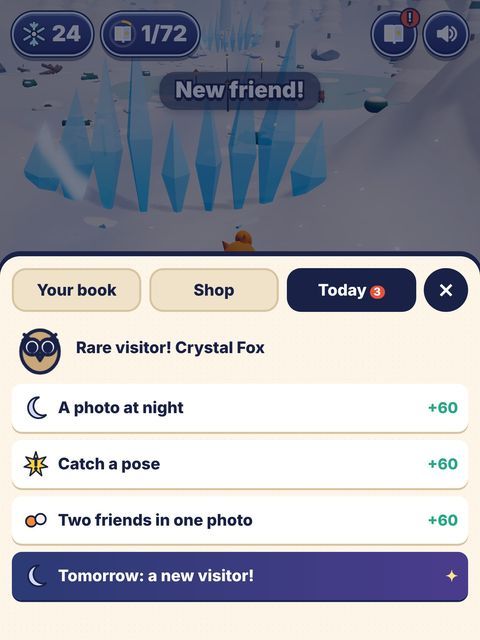 24
1/72
!
New friend!
Your book
Shop
Today 3
Rare visitor! Crystal Fox
A photo at night
+60
! Catch a pose
+60
Two friends in one photo
+60
Tomorrow: a new visitor!